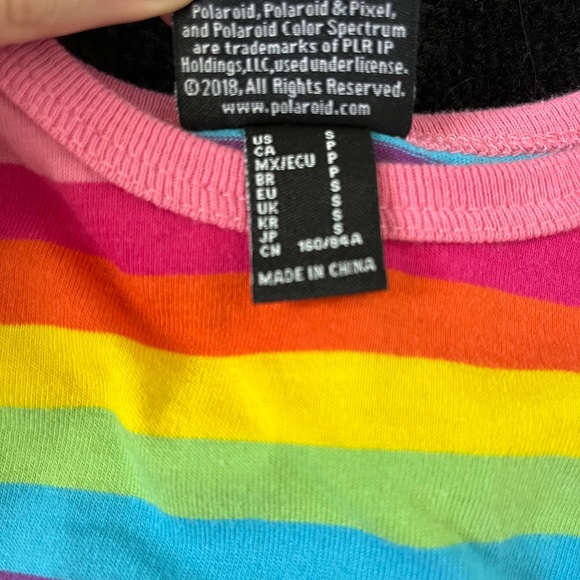 Polaroid, Polaroid & Pixel,
and Polaroid Color Spectrum
are trademarks of PLR IP
Holdings,LLC,used under license.
©2018, All Rights Reserved.
www.polaroid.com
US S
CA P
MX/ECU P
BR P
EU S
UK S
KR S
JP S
CN 160/84A
MADE IN CHINA